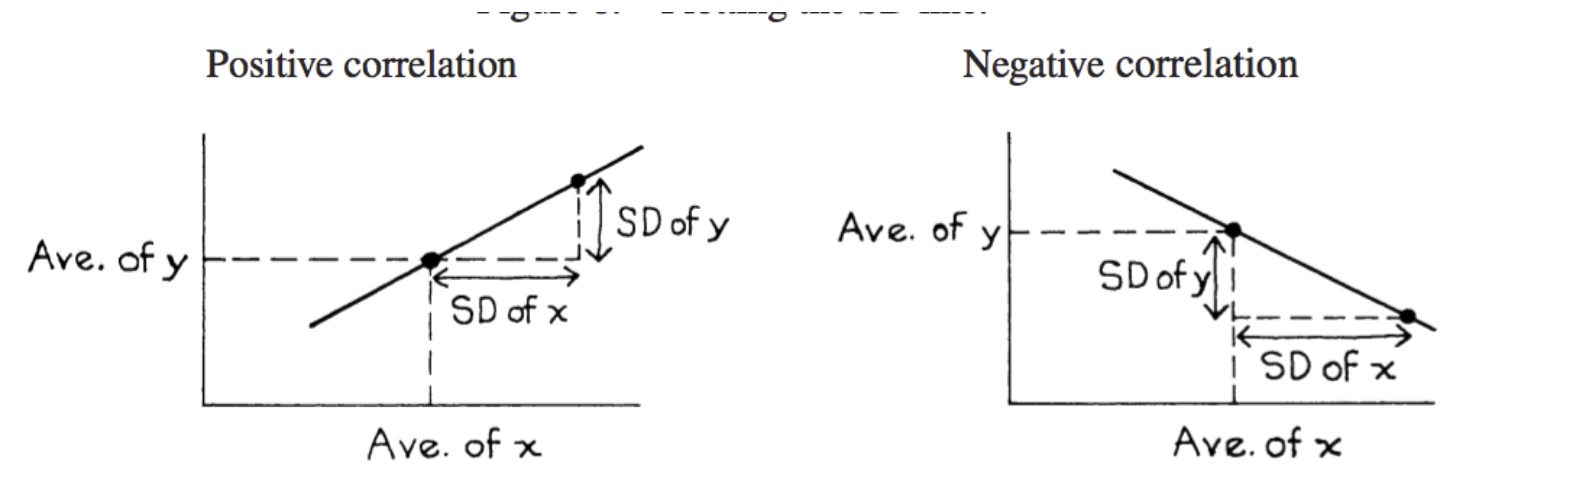 Positive correlation
Ave. of y
SD of y
SD of x
Ave. of x
Negative correlation
Ave. of y
SD of y
SD of x
Ave. of x